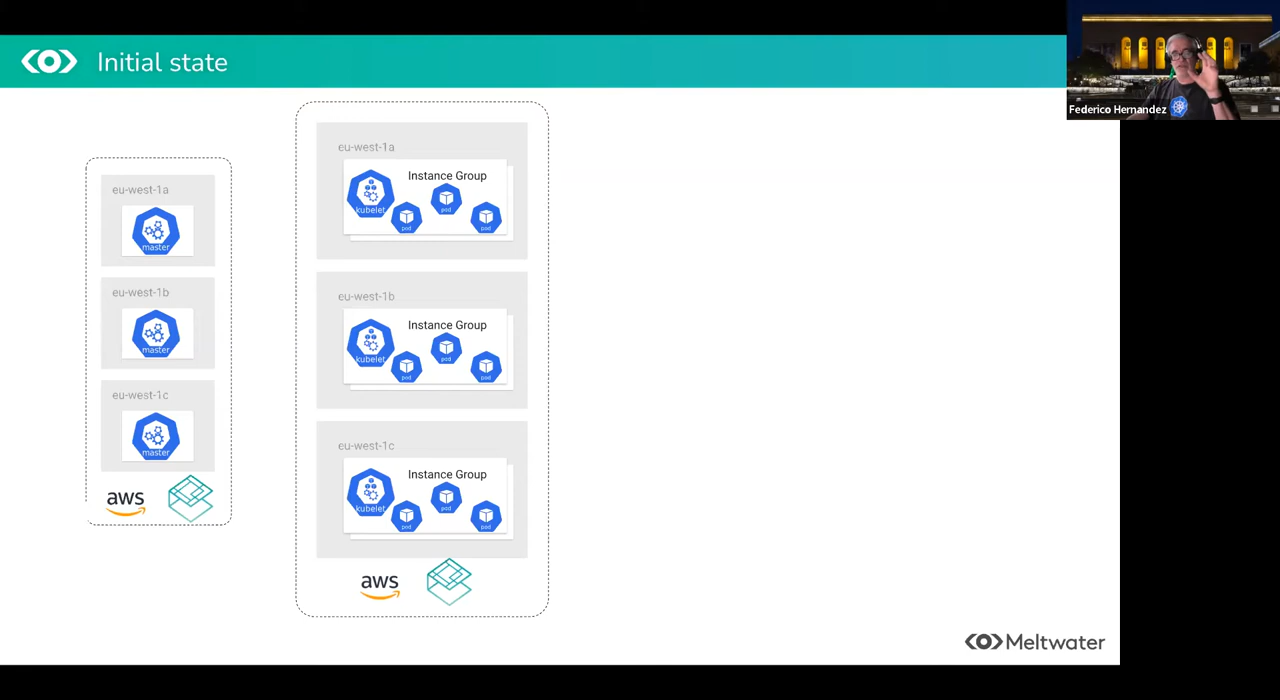 Initial state
Federico Hernandez
eu-west-1a
master
eu-west-1b
master
eu-west-1c
master
aws
eu-west-1a
Instance Group
kubelet
pod
pod
pod
eu-west-1b
Instance Group
kubelet
pod
pod
pod
eu-west-1c
Instance Group
kubelet
pod
pod
pod
aws
Meltwater